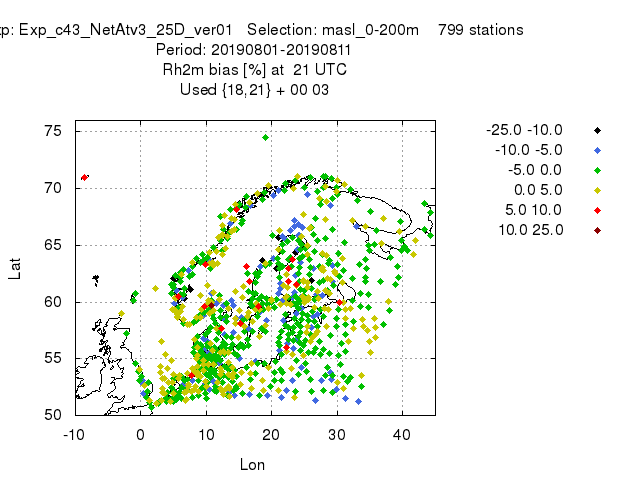 p: Exp_c43_NetAtv3_25D_ver01 Selection: masl_0-200m 799 stations
Period: 20190801-20190811
Rh2m bias [%] at 21 UTC
Used {18,21} + 00 03
-25.0 -10.0
-10.0 -5.0
-5.0 0.0
0.0 5.0
5.0 10.0
10.0 25.0
75
70
65
60
55
50
Lat
-10 0 10 20 30 40
Lon